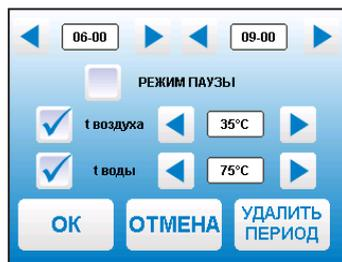 06-00 09-00
РЕЖИМ ПАУЗЫ
t воздуха 35°C
t воды 75°C
ОК ОТМЕНА УДАЛИТЬ ПЕРИОД